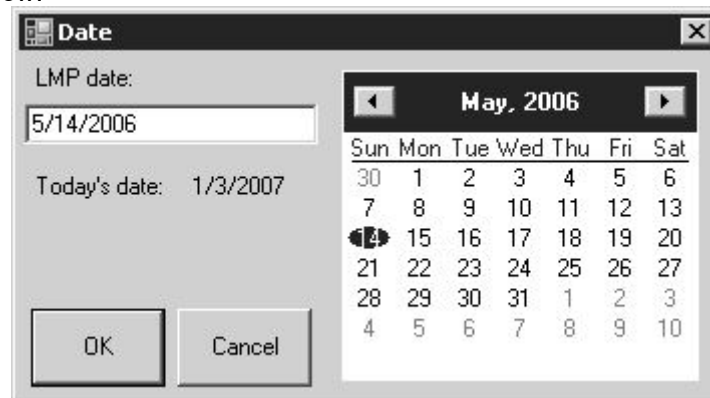 Date
LMP date:
5/14/2006
Today's date: 1/3/2007
OK
Cancel
May, 2006
Sun Mon Tue Wed Thu Fri Sat
30 1 2 3 4 5 6
7 8 9 10 11 12 13
14 15 16 17 18 19 20
21 22 23 24 25 26 27
28 29 30 31 1 2 3
4 5 6 7 8 9 10